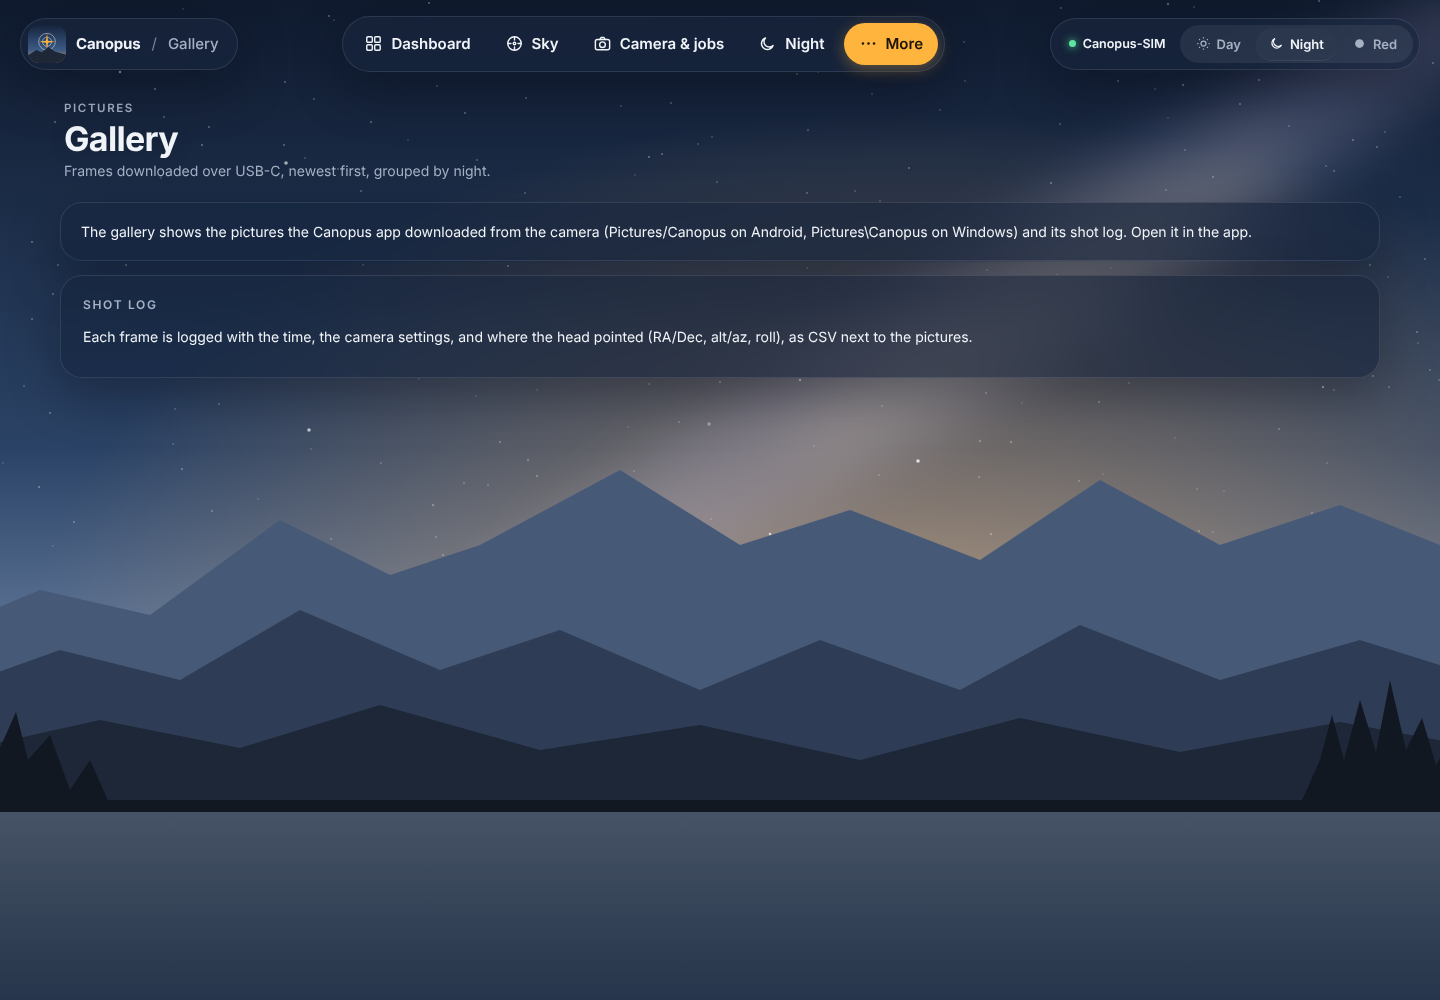 Canopus / Gallery
Dashboard
Sky
Camera & jobs
Night
More
Canopus-SIM
Day
Night
Red
PICTURES
Gallery
Frames downloaded over USB-C, newest first, grouped by night.
The gallery shows the pictures the Canopus app downloaded from the camera (Pictures/Canopus on Android, Pictures\Canopus on Windows) and its shot log. Open it in the app.
SHOT LOG
Each frame is logged with the time, the camera settings, and where the head pointed (RA/Dec, alt/az, roll), as CSV next to the pictures.